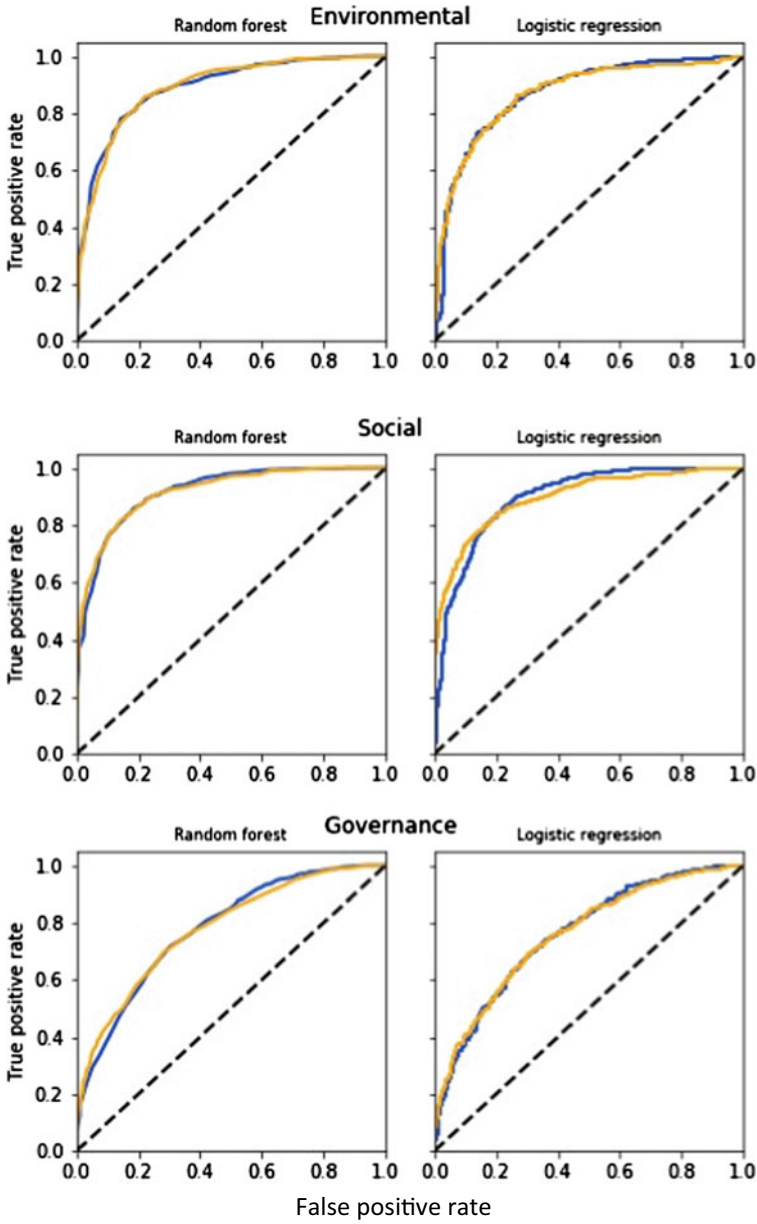 Environmental
Random forest
Logistic regression
True positive rate
1.0
0.8
0.6
0.4
0.2
0.0
0.0 0.2 0.4 0.6 0.8 1.0
0.0 0.2 0.4 0.6 0.8 1.0
Social
Random forest
Logistic regression
True positive rate
1.0
0.8
0.6
0.4
0.2
0.0
0.0 0.2 0.4 0.6 0.8 1.0
0.0 0.2 0.4 0.6 0.8 1.0
Governance
Random forest
Logistic regression
True positive rate
1.0
0.8
0.6
0.4
0.2
0.0
0.0 0.2 0.4 0.6 0.8 1.0
0.0 0.2 0.4 0.6 0.8 1.0
False positive rate